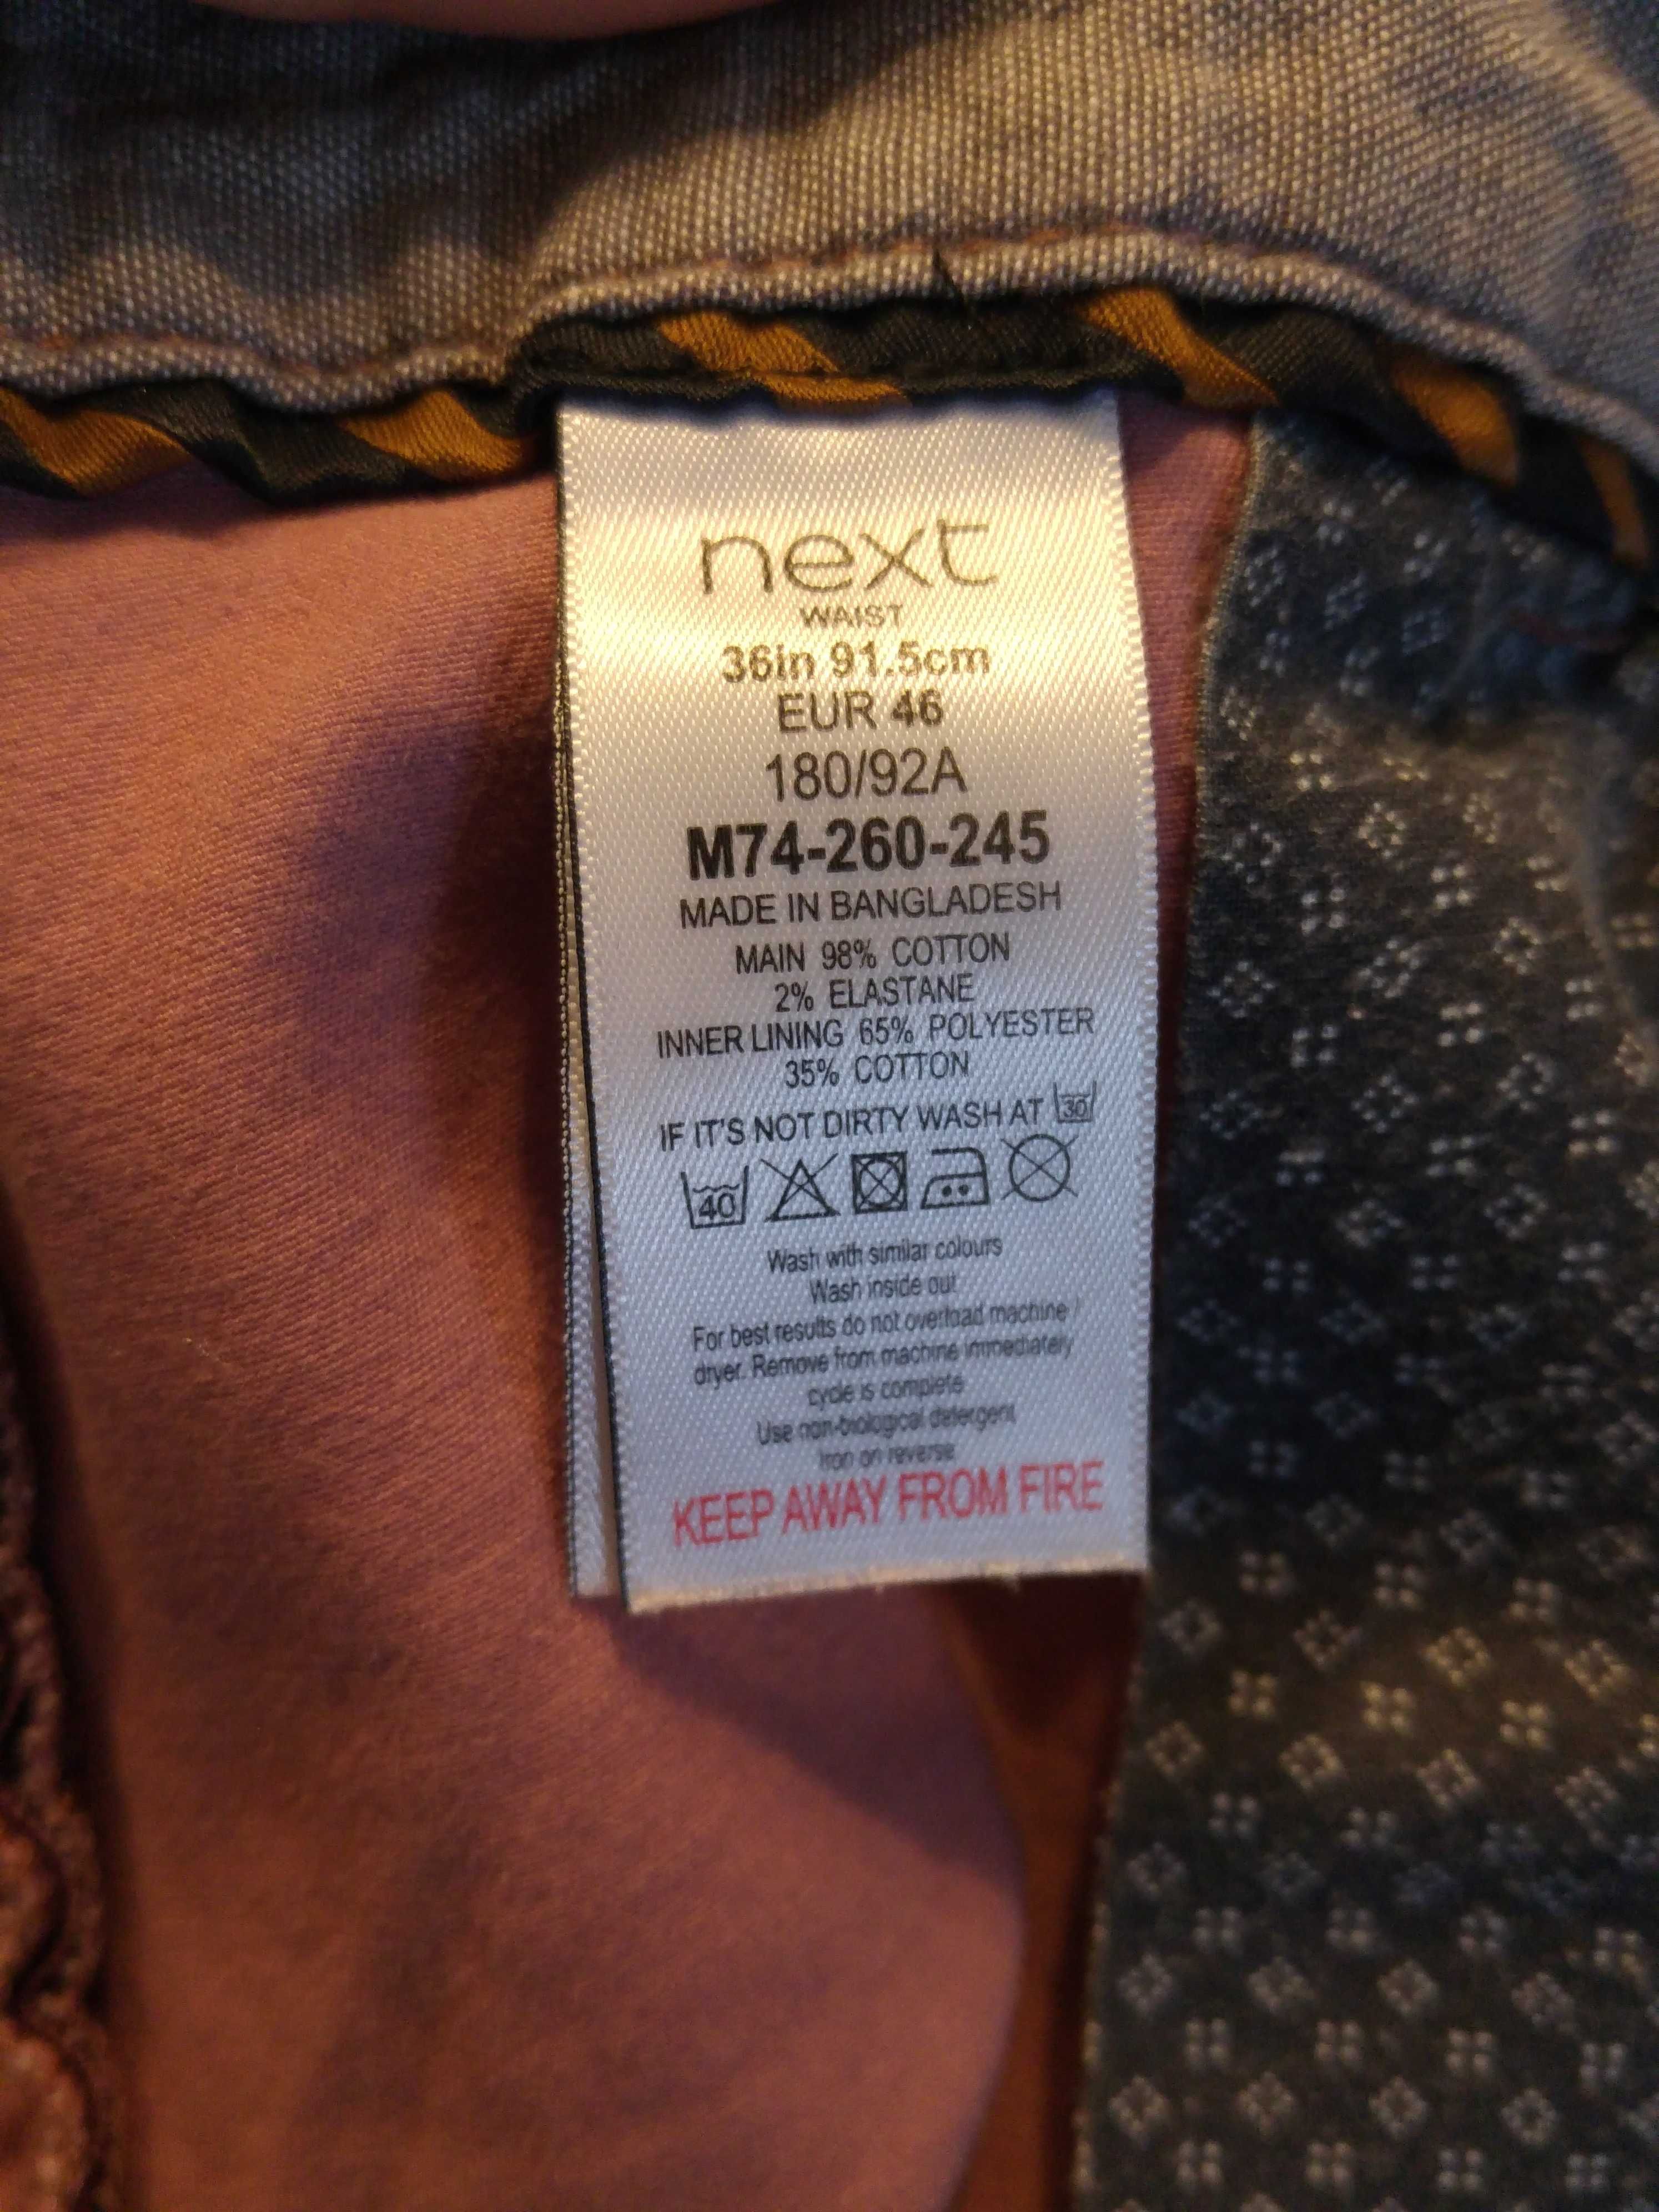 next
WAIST
36in 91.5cm
EUR 46
180/92A
M74-260-245
MADE IN BANGLADESH
MAIN 98% COTTON
2% ELASTANE
INNER LINING 65% POLYESTER
35% COTTON
IF IT'S NOT DIRTY WASH AT 30
40
Wash with similar colours
Wash inside out
For best results do not overload machine /
dryer. Remove from machine immediately
cycle is complete
Use non-biological detergent
Iron on reverse
KEEP AWAY FROM FIRE